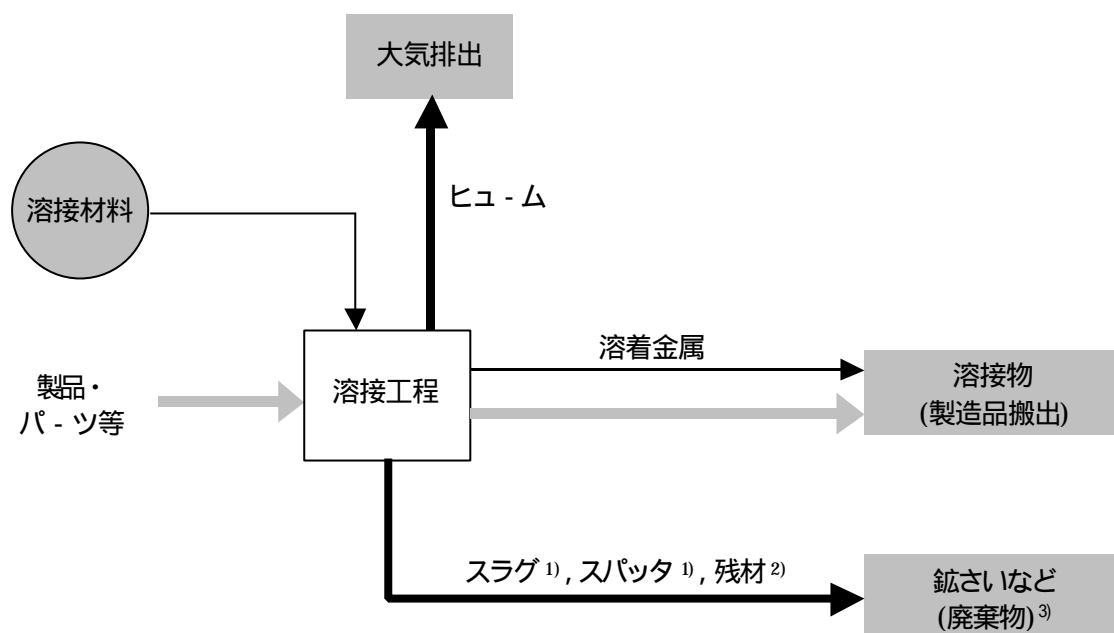 大気排出
ヒュ - ム
溶接材料
溶着金属
製品・
パ - ツ等
溶接工程
溶接物
(製造品搬出)
スラグ 1) , スパッタ 1) , 残材 2)
鉱さいなど
(廃棄物) 3)